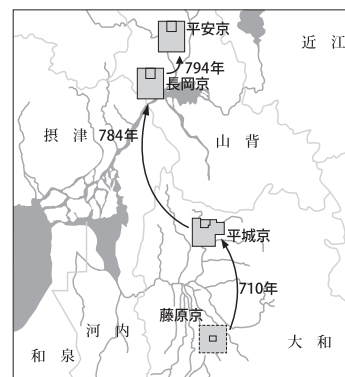 平安京
近 江
794年
長岡京
摂 津
784年
山 背
平城京
710年
藤原京
河 内
大 和
和 泉